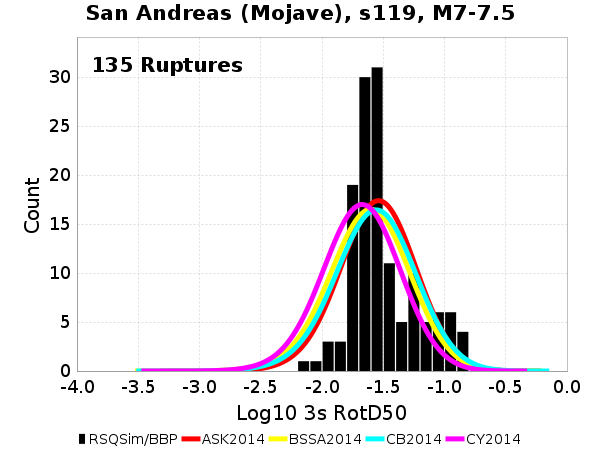 San Andreas (Mojave), s119, M7-7.5
135 Ruptures
Count
30
25
20
15
10
5
0
-4.0 -3.5 -3.0 -2.5 -2.0 -1.5 -1.0 -0.5 0.0
Log10 3s RotD50
RSQSim/BBP ASK2014 BSSA2014 CB2014 CY2014